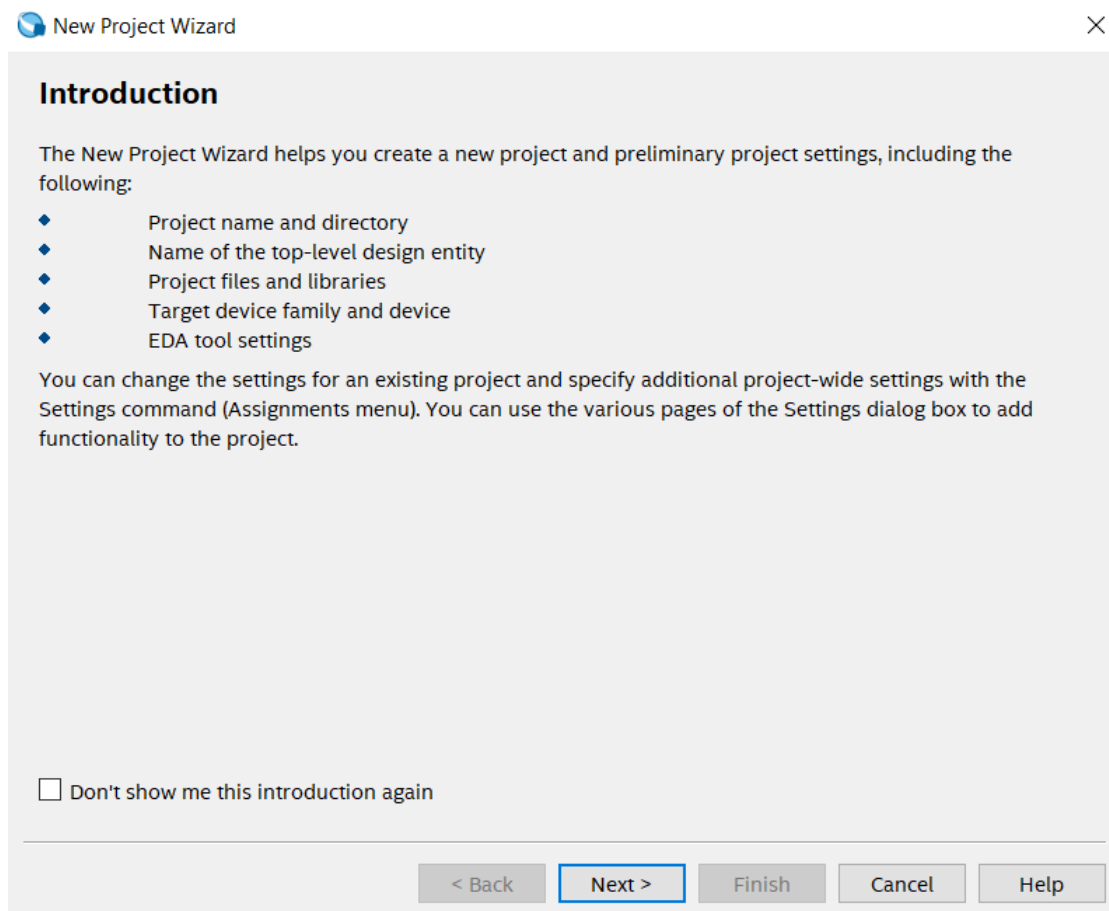 New Project Wizard
Introduction
The New Project Wizard helps you create a new project and preliminary project settings, including the
following:
Project name and directory
Name of the top-level design entity
Project files and libraries
Target device family and device
EDA tool settings
You can change the settings for an existing project and specify additional project-wide settings with the
Settings command (Assignments menu). You can use the various pages of the Settings dialog box to add
functionality to the project.
Don't show me this introduction again
< Back
Next >
Finish
Cancel
Help